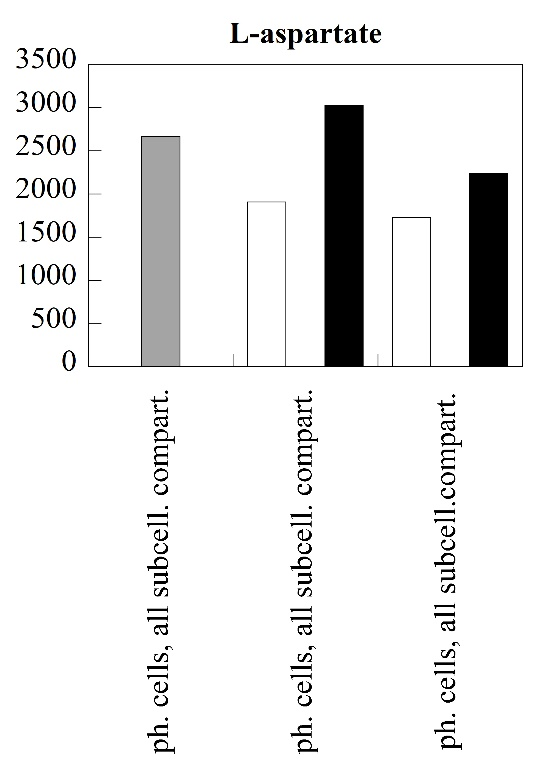 L-aspartate
3500
3000
2500
2000
1500
1000
500
0
ph. cells, all subcell. compart.
ph. cells, all subcell. compart.
ph. cells, all subcell.compart.